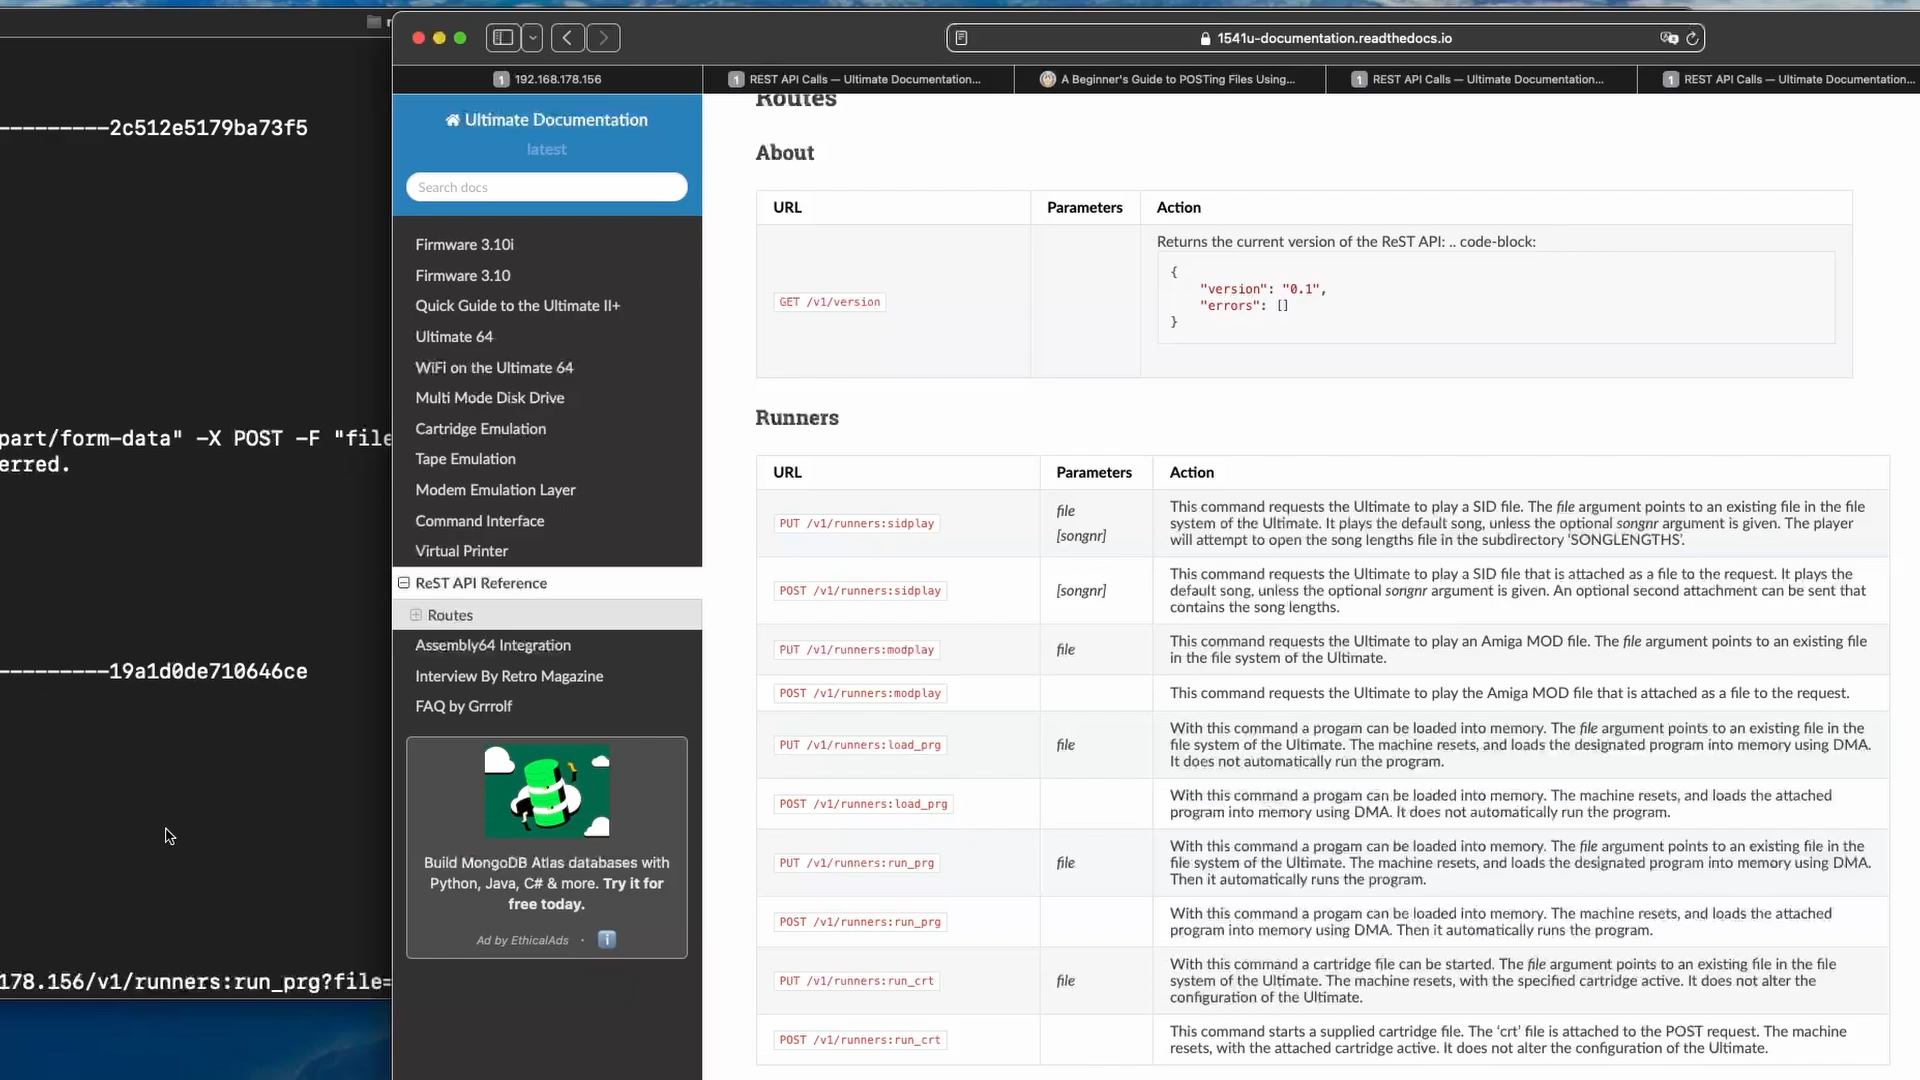 1541u-documentation.readthedocs.io
1 192.168.178.156
1 REST API Calls — Ultimate Documentation...
A Beginner's Guide to POSTing Files Using...
1 REST API Calls — Ultimate Documentation...
1 REST API Calls — Ultimate Documentation...
---------2c512e5179ba73f5
part/form-data" -X POST -F "file
erred.
---------19a1d0de710646ce
178.156/v1/runners:run_prg?file=
Ultimate Documentation
latest
Search docs
Firmware 3.10i
Firmware 3.10
Quick Guide to the Ultimate II+
Ultimate 64
WiFi on the Ultimate 64
Multi Mode Disk Drive
Cartridge Emulation
Tape Emulation
Modem Emulation Layer
Command Interface
Virtual Printer
ReST API Reference
Routes
Assembly64 Integration
Interview By Retro Magazine
FAQ by Grrrolf
Build MongoDB Atlas databases with
Python, Java, C# & more. Try it for
free today.
Ad by EthicalAds ·
Routes
About
URL Parameters Action
GET /v1/version
Returns the current version of the ReST API: .. code-block:
{
"version": "0.1",
"errors": []
}
Runners
URL Parameters Action
PUT /v1/runners:sidplay
file
[songnr]
This command requests the Ultimate to play a SID file. The file argument points to an existing file in the file
system of the Ultimate. It plays the default song, unless the optional songnr argument is given. The player
will attempt to open the song lengths file in the subdirectory ‘SONGLENGTHS’.
POST /v1/runners:sidplay
[songnr]
This command requests the Ultimate to play a SID file that is attached as a file to the request. It plays the
default song, unless the optional songnr argument is given. An optional second attachment can be sent that
contains the song lengths.
PUT /v1/runners:modplay
file
This command requests the Ultimate to play an Amiga MOD file. The file argument points to an existing file
in the file system of the Ultimate.
POST /v1/runners:modplay
This command requests the Ultimate to play the Amiga MOD file that is attached as a file to the request.
PUT /v1/runners:load_prg
file
With this command a progam can be loaded into memory. The file argument points to an existing file in the
file system of the Ultimate. The machine resets, and loads the designated program into memory using DMA.
It does not automatically run the program.
POST /v1/runners:load_prg
With this command a progam can be loaded into memory. The machine resets, and loads the attached
program into memory using DMA. It does not automatically run the program.
PUT /v1/runners:run_prg
file
With this command a progam can be loaded into memory. The file argument points to an existing file in the
file system of the Ultimate. The machine resets, and loads the designated program into memory using DMA.
Then it automatically runs the program.
POST /v1/runners:run_prg
With this command a progam can be loaded into memory. The machine resets, and loads the attached
program into memory using DMA. Then it automatically runs the program.
PUT /v1/runners:run_crt
file
With this command a cartridge file can be started. The file argument points to an existing file in the file
system of the Ultimate. The machine resets, with the specified cartridge active. It does not alter the
configuration of the Ultimate.
POST /v1/runners:run_crt
This command starts a supplied cartridge file. The ‘crt’ file is attached to the POST request. The machine
resets, with the attached cartridge active. It does not alter the configuration of the Ultimate.